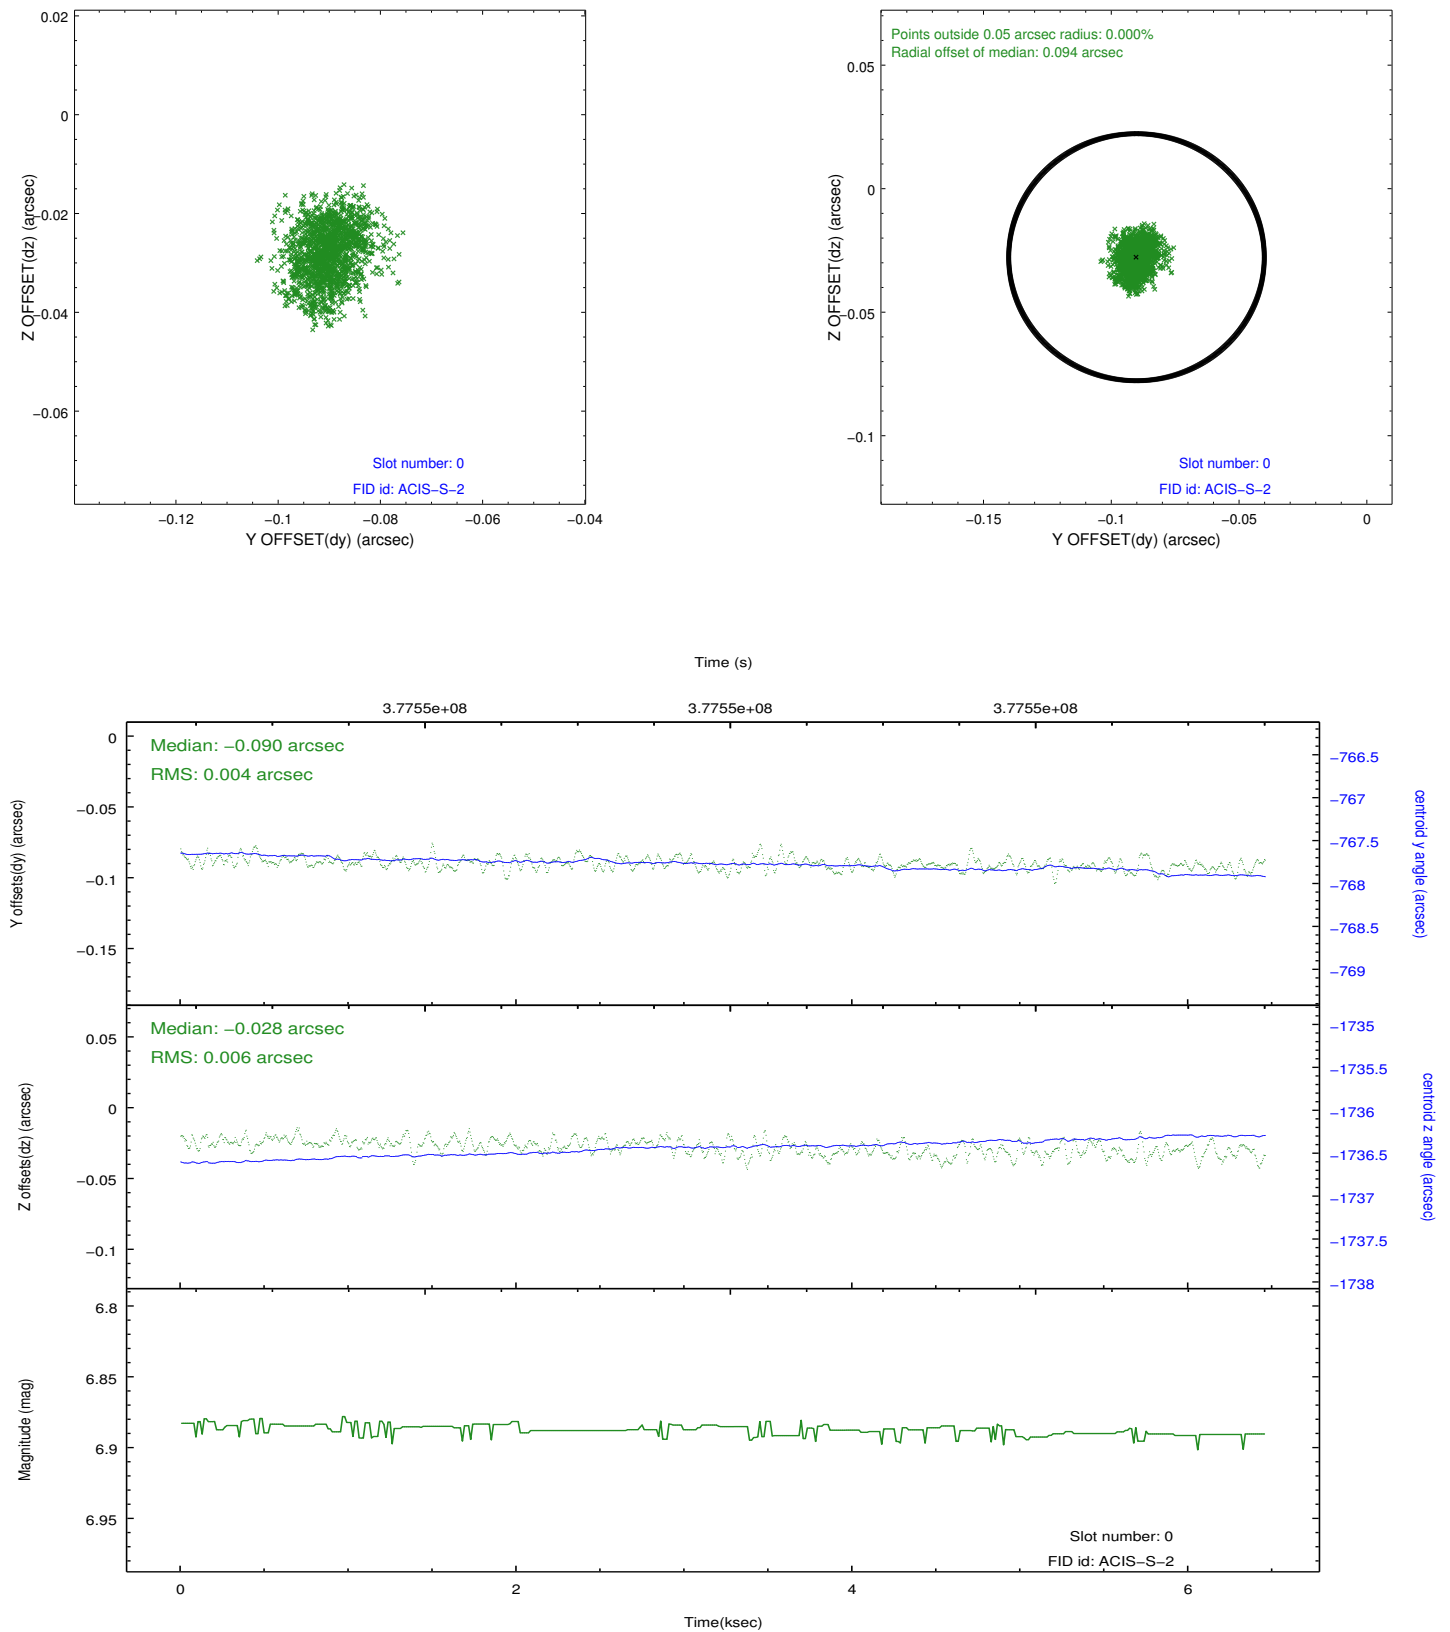 0.02
0
−0.02
−0.04
−0.06
Z OFFSET(dz) (arcsec)
Slot number: 0
FID id: ACIS−S−2
−0.12
−0.1
−0.08
−0.06
−0.04
Y OFFSET(dy) (arcsec)
Points outside 0.05 arcsec radius: 0.000%
Radial offset of median: 0.094 arcsec
0.05
0
−0.05
−0.1
Z OFFSET(dz) (arcsec)
Slot number: 0
FID id: ACIS−S−2
−0.15
−0.1
−0.05
0
Y OFFSET(dy) (arcsec)
Time (s)
3.7755e+08
3.7755e+08
3.7755e+08
Median: −0.090 arcsec
RMS: 0.004 arcsec
0
−0.05
−0.1
−0.15
Y offsets(dy) (arcsec)
−766.5
−767
−767.5
−768
−768.5
−769
centroid y angle (arcsec)
Median: −0.028 arcsec
RMS: 0.006 arcsec
0.05
0
−0.05
−0.1
Z offsets(dz) (arcsec)
−1735
−1735.5
−1736
−1736.5
−1737
−1737.5
−1738
centroid z angle (arcsec)
6.8
6.85
6.9
6.95
Magnitude (mag)
Slot number: 0
FID id: ACIS−S−2
0
2
4
6
Time(ksec)